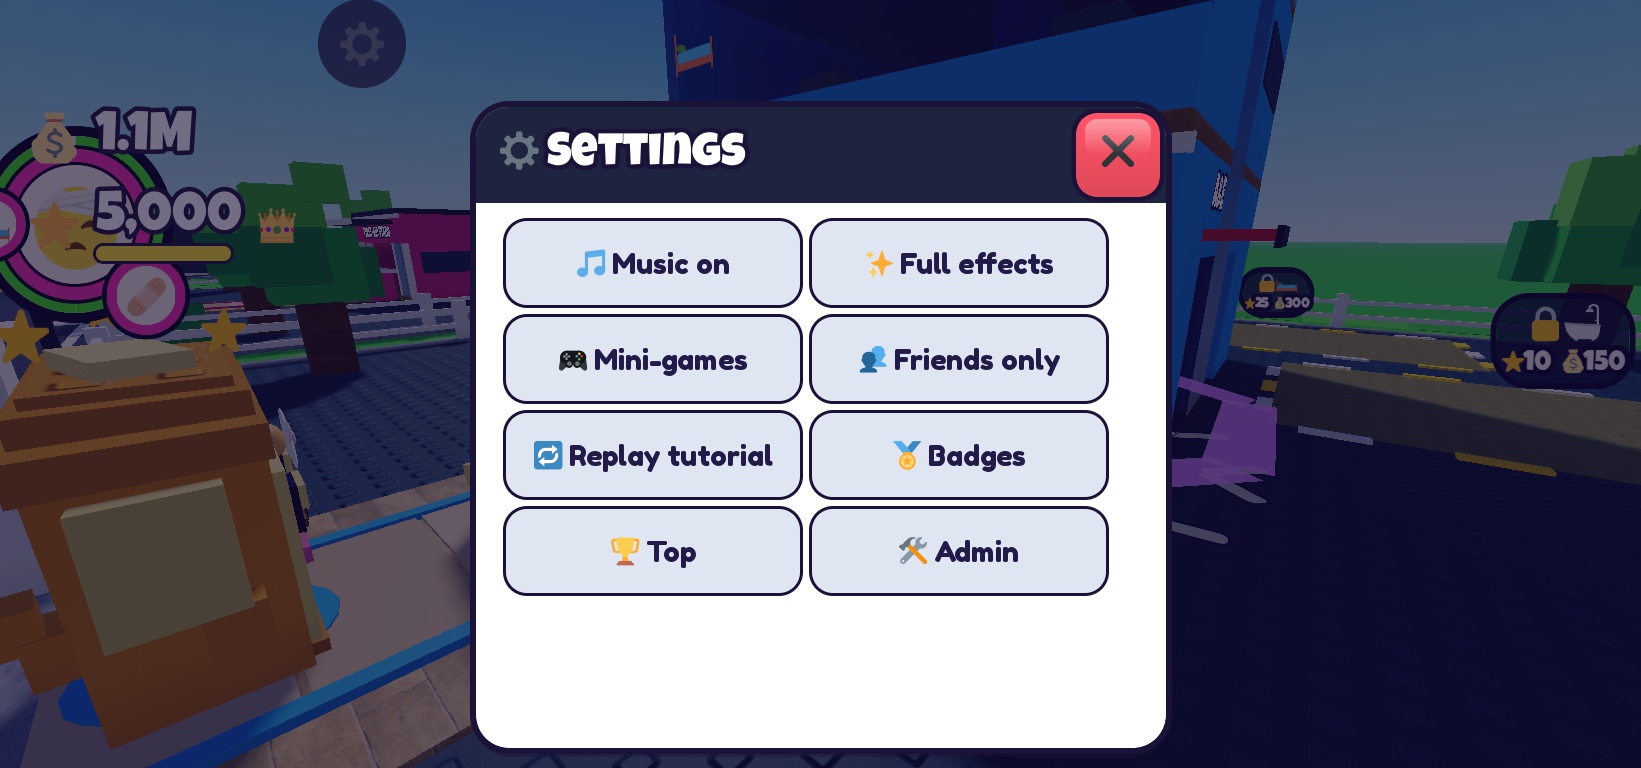 1.1M
5,000
SETTINGS
Music on
Full effects
Mini-games
Friends only
Replay tutorial
Badges
Top
Admin
25 300
10 150